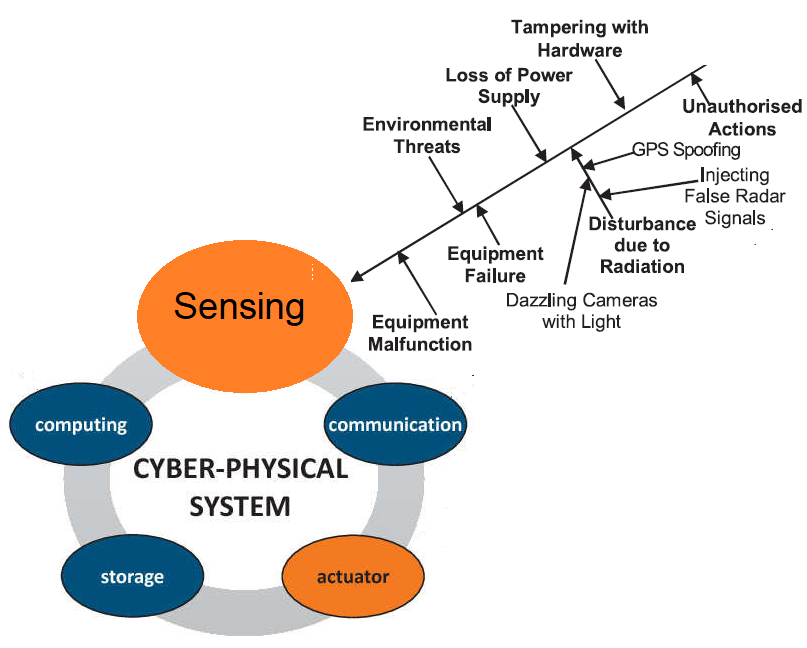 Tampering with
Hardware
Loss of Power
Supply
Unauthorised
Actions
Environmental
Threats
GPS Spoofing
Injecting
False Radar
Signals
Disturbance
due to
Radiation
Equipment
Failure
Dazzling Cameras
with Light
Equipment
Malfunction
Sensing
computing
communication
CYBER-PHYSICAL
SYSTEM
storage
actuator